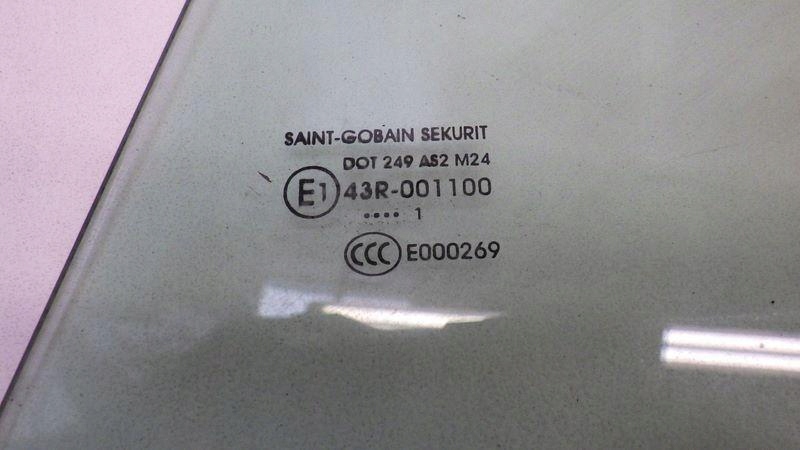 SAINT-GOBAIN SEKURIT
DOT 249 AS2 M24
E1 43R-001100
•••• 1
CCC E000269